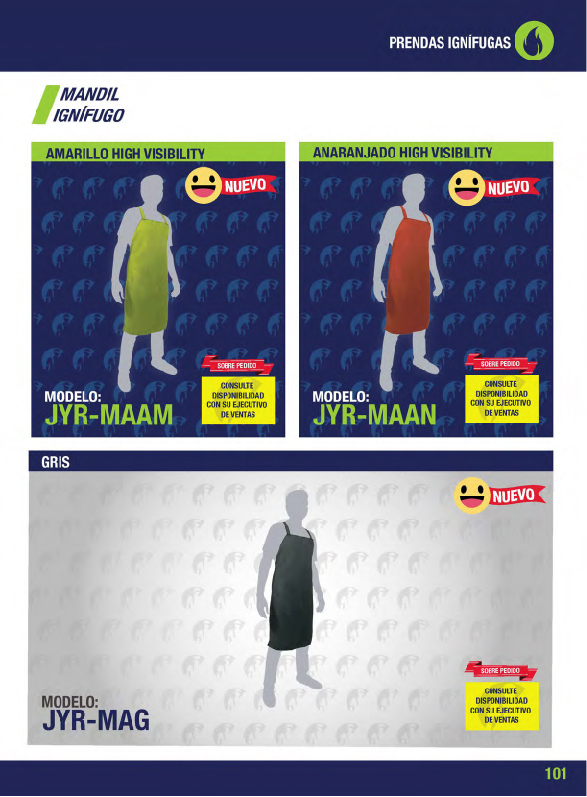 PRENDAS IGNÍFUGAS
MANDIL
IGNÍFUGO
AMARILLO HIGH VISIBILITY
NUEVO
SOBRE PEDIDO
CONSULTE
DISPONIBILIDAD
CON SU EJECUTIVO
DE VENTAS
MODELO:
JYR-MAAM
ANARANJADO HIGH VISIBILITY
NUEVO
SOBRE PEDIDO
CONSULTE
DISPONIBILIDAD
CON SU EJECUTIVO
DE VENTAS
MODELO:
JYR-MAAN
GRIS
NUEVO
SOBRE PEDIDO
CONSULTE
DISPONIBILIDAD
CON SU EJECUTIVO
DE VENTAS
MODELO:
JYR-MAG
101